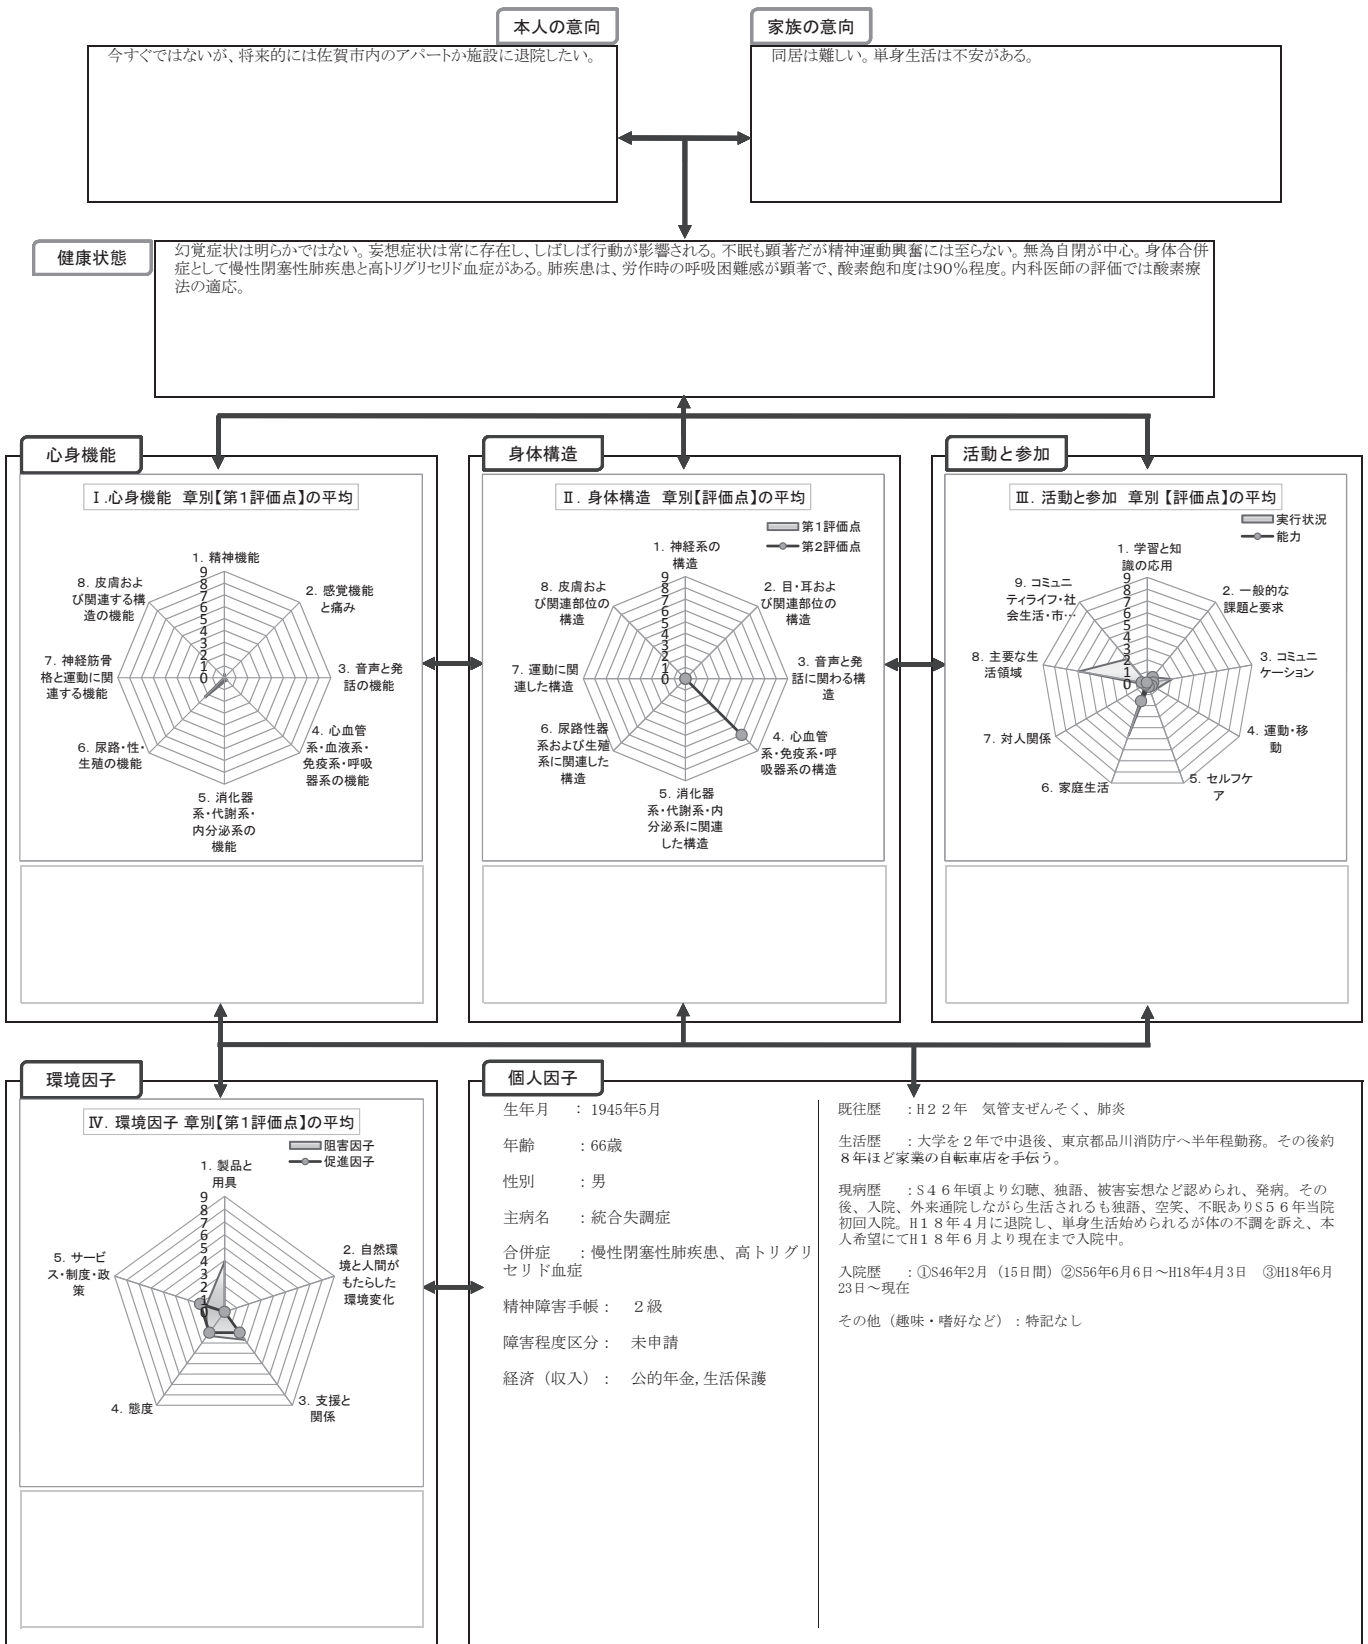 本人の意向
家族の意向
今すぐではないが、将来的には佐賀市内のアパートか施設に退院したい。
同居は難しい。単身生活は不安がある。
健康状態
幻覚症状は明らかではない。妄想症状は常に存在し、しばしば行動が影響される。不眠も顕著だが精神運動興奮には至らない。無為自閉が中心。身体合併
症として慢性閉塞性肺疾患と高トリグリセリド血症がある。肺疾患は、労作時の呼吸困難感が顕著で、酸素飽和度は90%程度。内科医師の評価では酸素療
法の適応。
心身機能
Ⅰ.心身機能 章別【第1評価点】の平均
1. 精神機能
2. 感覚機能
と痛み
3. 音声と発
話の機能
4. 心血管
系・血液系・
免疫系・呼吸
器系の機能
5. 消化器
系・代謝系・
内分泌系の
機能
6. 尿路・性・
生殖の機能
7. 神経筋骨
格と運動に関
連する機能
8. 皮膚およ
び関連する構
造の機能
9
8
7
6
5
4
3
2
1
0
身体構造
Ⅱ. 身体構造 章別【評価点】の平均
第1評価点
第2評価点
1. 神経系の
構造
2. 目・耳およ
び関連部位の
構造
3. 音声と発
話に関わる構
造
4. 心血管
系・免疫系・呼
吸器系の構造
5. 消化器
系・代謝系・内
分泌系に関連
した構造
6. 尿路性器
系および生殖
系に関連した
構造
7. 運動に関
連した構造
8. 皮膚およ
び関連部位の
構造
9
8
7
6
5
4
3
2
1
0
活動と参加
Ⅲ. 活動と参加 章別【評価点】の平均
実行状況
能力
1. 学習と知
識の応用
2. 一般的な
課題と要求
3. コミュニ
ケーション
4. 運動・移
動
5. セルフケ
ア
6. 家庭生活
7. 対人関係
8. 主要な生
活領域
9. コミュニ
ティライフ・社
会生活・市…
9
8
7
6
5
4
3
2
1
0
環境因子
Ⅳ. 環境因子 章別【第1評価点】の平均
阻害因子
促進因子
1. 製品と
用具
2. 自然環
境と人間が
もたらした
環境変化
3. 支援と
関係
4. 態度
5. サービ
ス・制度・政
策
9
8
7
6
5
4
3
2
1
0
個人因子
生年月 : 1945年5月
年齢 : 66歳
性別 : 男
主病名 : 統合失調症
合併症 : 慢性閉塞性肺疾患、高トリグリ
セリド血症
精神障害手帳: 2級
障害程度区分: 未申請
経済(収入): 公的年金,生活保護
既往歴 : H22年 気管支ぜんそく、肺炎
生活歴 : 大学を2年で中退後、東京都品川消防庁へ半年程勤務。その後約
8年ほど家業の自転車店を手伝う。
現病歴 : S46年頃より幻聴、独語、被害妄想など認められ、発病。その
後、入院、外来通院しながら生活されるも独語、空笑、不眠ありS56年当院
初回入院。H18年4月に退院し、単身生活始められるが体の不調を訴え、本
人希望にてH18年6月より現在まで入院中。
入院歴 : ①S46年2月(15日間)②S56年6月6日~H18年4月3日 ③H18年6月
23日~現在
その他(趣味・嗜好など):特記なし